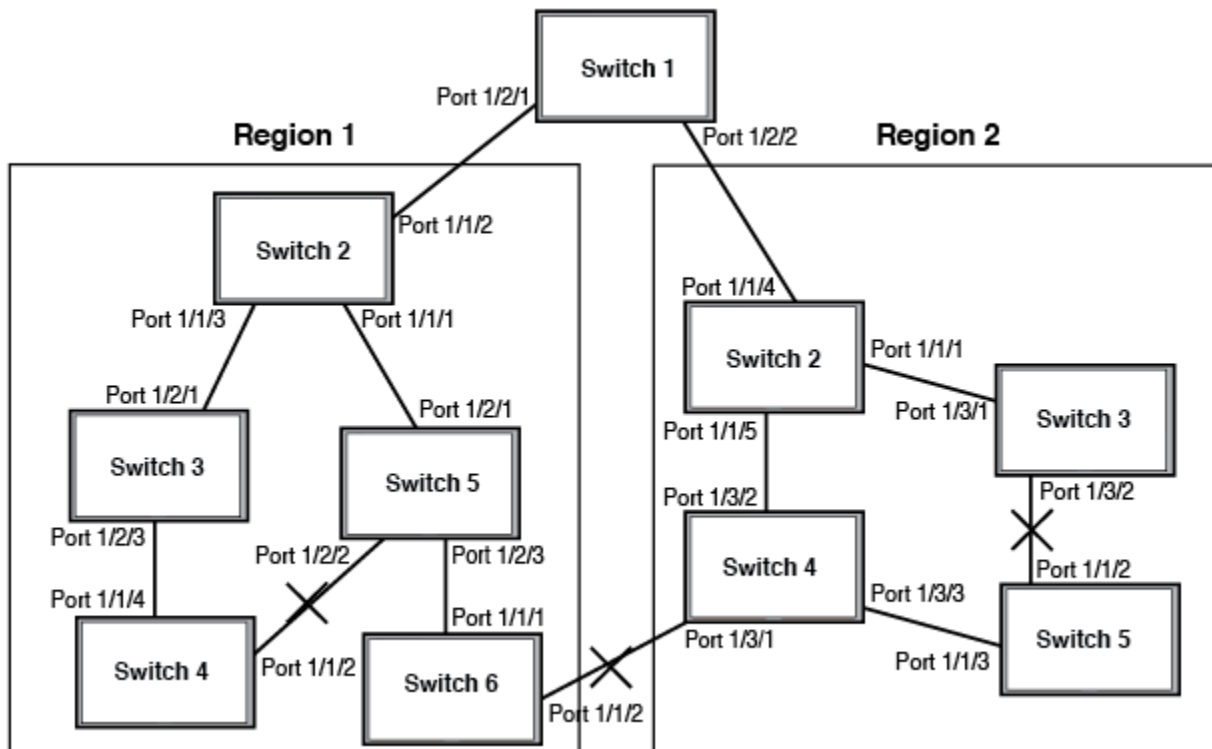 Switch 1
Port 1/2/1
Region 1
Port 1/2/2
Region 2
Switch 2
Port 1/1/2
Port 1/1/3
Port 1/1/1
Port 1/1/4
Switch 2
Port 1/1/1
Port 1/2/1
Port 1/2/1
Port 1/3/1
Switch 3
Port 1/1/5
Switch 3
Switch 5
Port 1/3/2
Port 1/3/2
Port 1/2/3
Port 1/2/2
Port 1/2/3
Switch 4
Port 1/1/2
Port 1/1/4
Port 1/1/1
Port 1/3/3
Port 1/3/1
Switch 5
Switch 4
Port 1/1/2
Switch 6
Port 1/1/3
Port 1/1/2